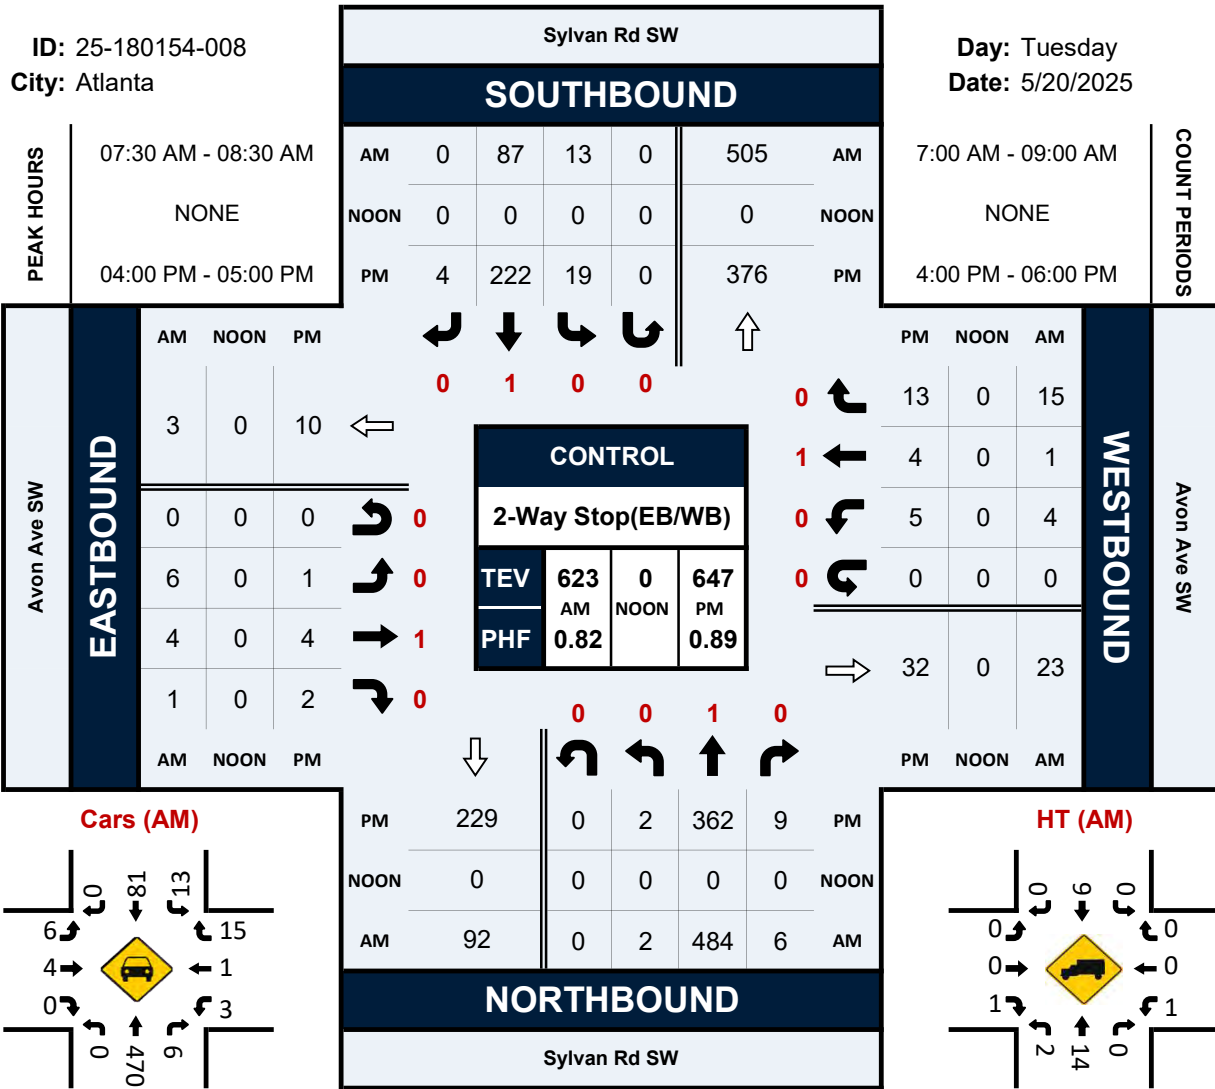 Sylvan Rd SW
ID: 25-180154-008
City: Atlanta
Day: Tuesday
Date: 5/20/2025
SOUTHBOUND
PEAK HOURS
07:30 AM - 08:30 AM
NONE
04:00 PM - 05:00 PM
AM 0 87 13 0 505 AM
NOON 0 0 0 0 0 NOON
PM 4 222 19 0 376 PM
7:00 AM - 09:00 AM
NONE
4:00 PM - 06:00 PM
COUNT PERIODS
0 1 0 0
Avon Ave SW
EASTBOUND
AM NOON PM
3 0 10
0 0 0 0
6 0 1 0
4 0 4 1
1 0 2 0
AM NOON PM
CONTROL
2-Way Stop(EB/WB)
TEV 623 0 647
AM NOON PM
PHF 0.82 0.89
PM NOON AM
0 13 0 15
1 4 0 1
0 5 0 4
0 0 0 0
32 0 23
PM NOON AM
WESTBOUND
Avon Ave SW
0 0 1 0
PM 229 0 2 362 9 PM
NOON 0 0 0 0 0 NOON
AM 92 0 2 484 6 AM
NORTHBOUND
Sylvan Rd SW
Cars (AM)
0 81 13
6 15
4 1
0 3
0 470 6
HT (AM)
0 6 0
0 0
0 0
1 1
2 14 0